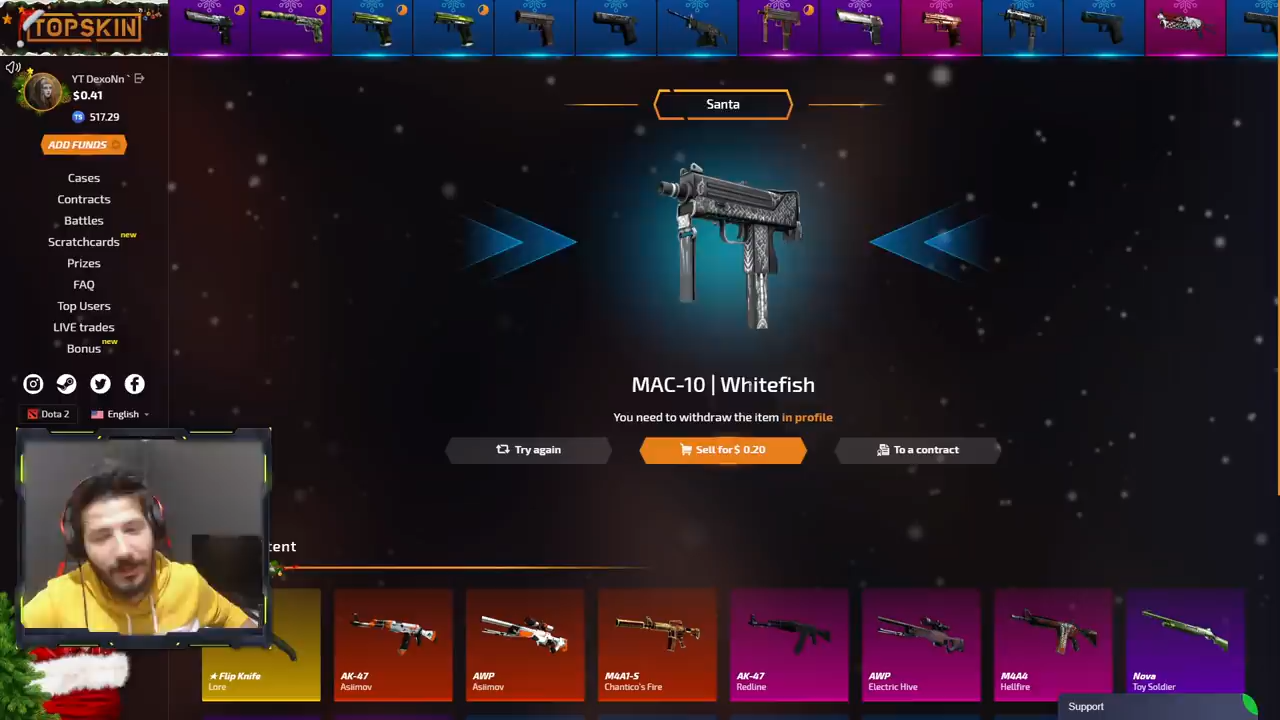 TOPSKIN
YT DexoNn `
$0.41
TS 517.29
ADD FUNDS
Cases
Contracts
Battles
Scratchcards new
Prizes
FAQ
Top Users
LIVE trades
Bonus new
Dota 2
English
Santa
MAC-10 | Whitefish
You need to withdraw the item in profile
Try again
Sell for $ 0.20
To a contract
tent
★ Flip Knife
Lore
AK-47
Asiimov
AWP
Asiimov
M4A1-S
Chantico's Fire
AK-47
Redline
AWP
Electric Hive
M4A4
Hellfire
Nova
Toy Soldier
Support